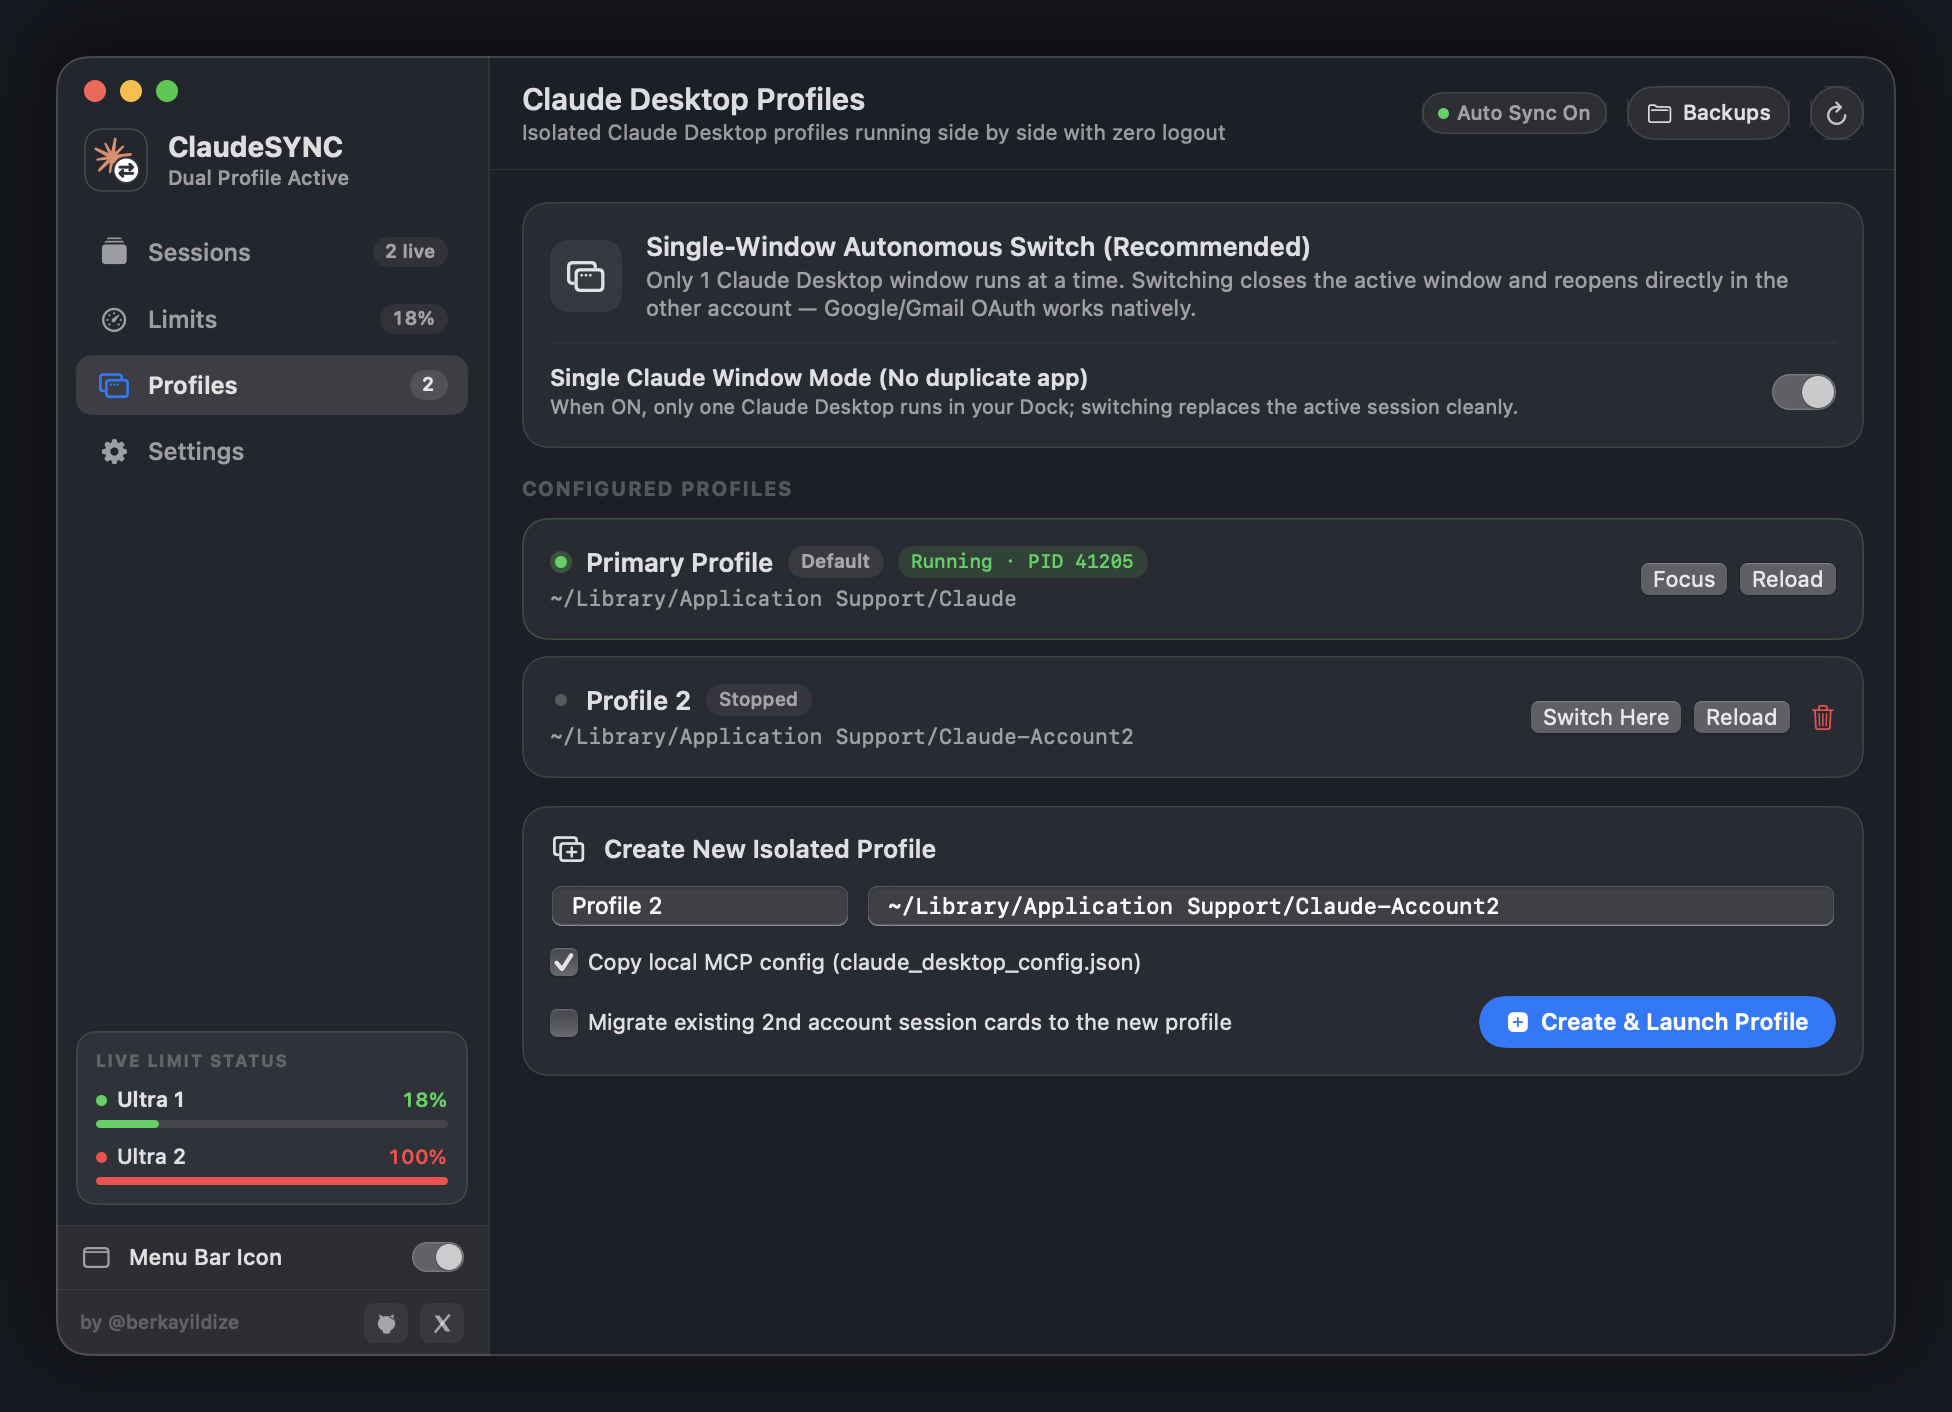 ClaudeSYNC
Dual Profile Active
Sessions
2 live
Limits
18%
Profiles
2
Settings
LIVE LIMIT STATUS
Ultra 1
18%
Ultra 2
100%
Menu Bar Icon
by @berkayildize
Claude Desktop Profiles
Isolated Claude Desktop profiles running side by side with zero logout
Auto Sync On
Backups
Single-Window Autonomous Switch (Recommended)
Only 1 Claude Desktop window runs at a time. Switching closes the active window and reopens directly in the
other account — Google/Gmail OAuth works natively.
Single Claude Window Mode (No duplicate app)
When ON, only one Claude Desktop runs in your Dock; switching replaces the active session cleanly.
CONFIGURED PROFILES
Primary Profile
Default
Running · PID 41205
~/Library/Application Support/Claude
Focus
Reload
Profile 2
Stopped
~/Library/Application Support/Claude-Account2
Switch Here
Reload
Create New Isolated Profile
Profile 2
~/Library/Application Support/Claude-Account2
Copy local MCP config (claude_desktop_config.json)
Migrate existing 2nd account session cards to the new profile
Create & Launch Profile